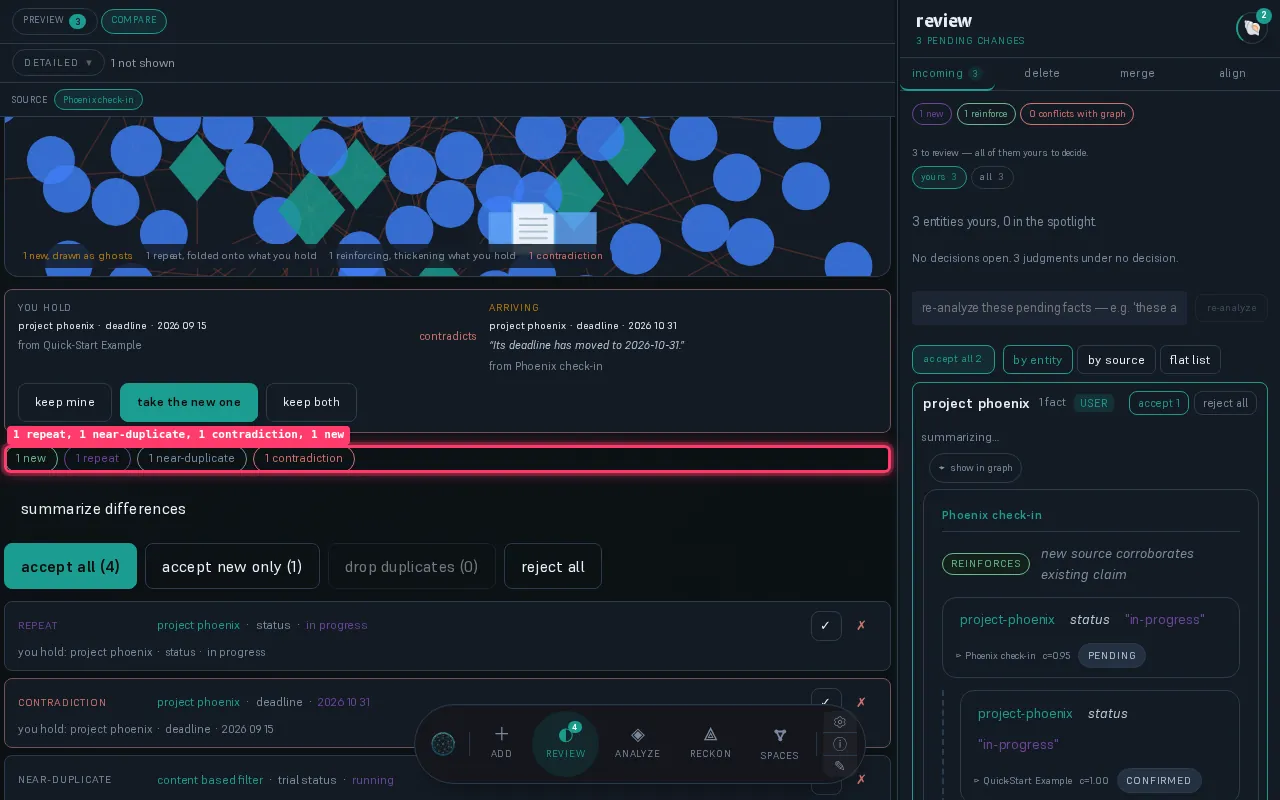 PREVIEW 3 COMPARE
DETAILED ▾ 1 not shown
SOURCE Phoenix check-in
1 new, drawn as ghosts 1 repeat, folded onto what you hold 1 reinforcing, thickening what you hold 1 contradiction
YOU HOLD
project phoenix · deadline · 2026 09 15
from Quick-Start Example
contradicts
ARRIVING
project phoenix · deadline · 2026 10 31
"Its deadline has moved to 2026-10-31."
from Phoenix check-in
keep mine take the new one keep both
1 repeat, 1 near-duplicate, 1 contradiction, 1 new
1 new 1 repeat 1 near-duplicate 1 contradiction
summarize differences
accept all (4) accept new only (1) drop duplicates (0) reject all
REPEAT project phoenix · status · in progress ✓ ✗
you hold: project phoenix · status · in progress
CONTRADICTION project phoenix · deadline · 2026 10 31 ✓ ✗
you hold: project phoenix · deadline · 2026 09 15
NEAR-DUPLICATE content based filter · trial status · running ✗
ADD REVIEW 4 ANALYZE RECKON SPACES
review
3 PENDING CHANGES
2
incoming 3 delete merge align
1 new 1 reinforce 0 conflicts with graph
3 to review — all of them yours to decide.
yours 3 all 3
3 entities yours, 0 in the spotlight.
No decisions open. 3 judgments under no decision.
re-analyze these pending facts — e.g. 'these a re-analyze
accept all 2 by entity by source flat list
project phoenix 1 fact USER accept 1 reject all
summarizing...
show in graph
Phoenix check-in
REINFORCES new source corroborates
existing claim
project-phoenix status "in-progress"
Phoenix check-in c=0.95 PENDING
project-phoenix status
"in-progress"
Quick-Start Example c=1.00 CONFIRMED